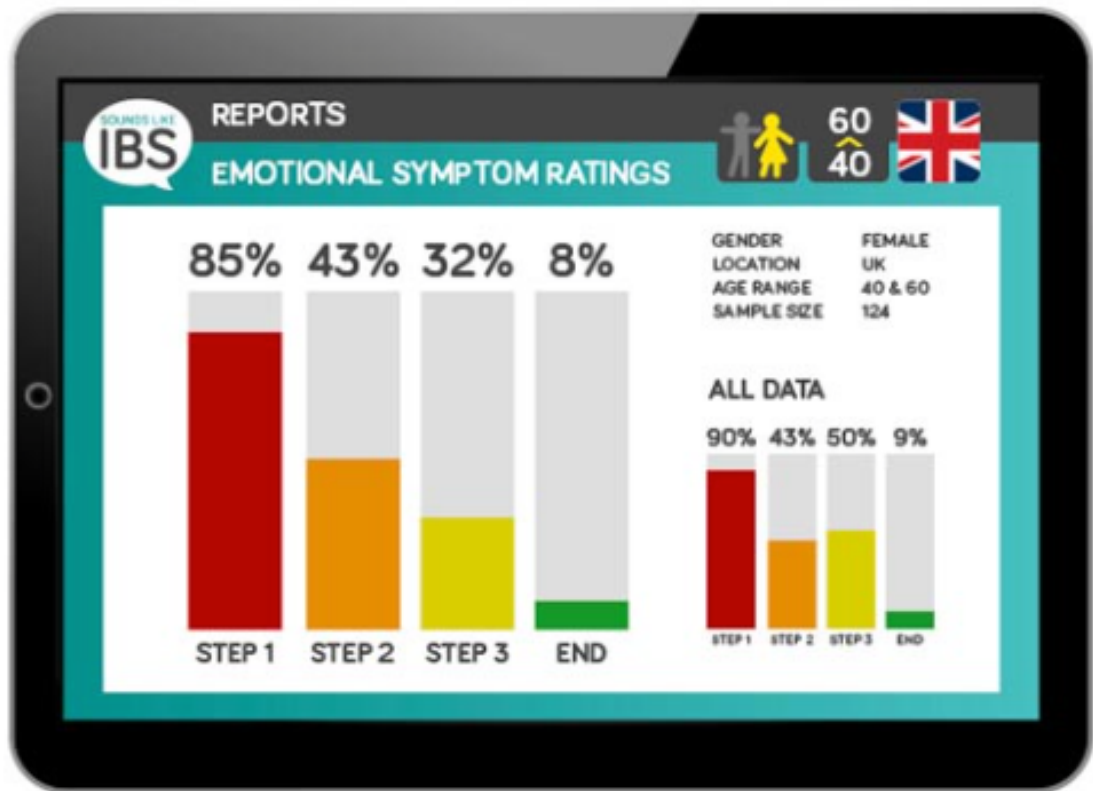 SOUNDS LIKE
IBS
REPORTS
EMOTIONAL SYMPTOM RATINGS
60
40
85% 43% 32% 8%
STEP 1 STEP 2 STEP 3 END
GENDER FEMALE
LOCATION UK
AGE RANGE 40 & 60
SAMPLE SIZE 124
ALL DATA
90% 43% 50% 9%
STEP 1 STEP 2 STEP 3 END